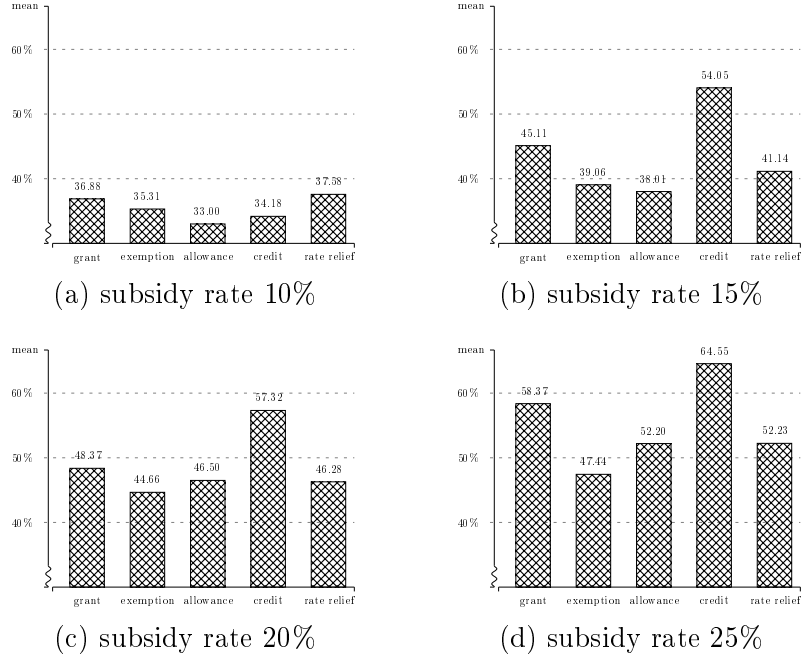 mean
60%
50%
40%
36.88
35.31
33.00
34.18
37.58
grant exemption allowance credit rate relief
(a) subsidy rate 10%
mean
60%
50%
40%
45.11
39.06
38.01
54.05
41.14
grant exemption allowance credit rate relief
(b) subsidy rate 15%
mean
60%
50%
40%
48.37
44.66
46.50
57.32
46.28
grant exemption allowance credit rate relief
(c) subsidy rate 20%
mean
60%
50%
40%
58.37
47.44
52.20
64.55
52.23
grant exemption allowance credit rate relief
(d) subsidy rate 25%